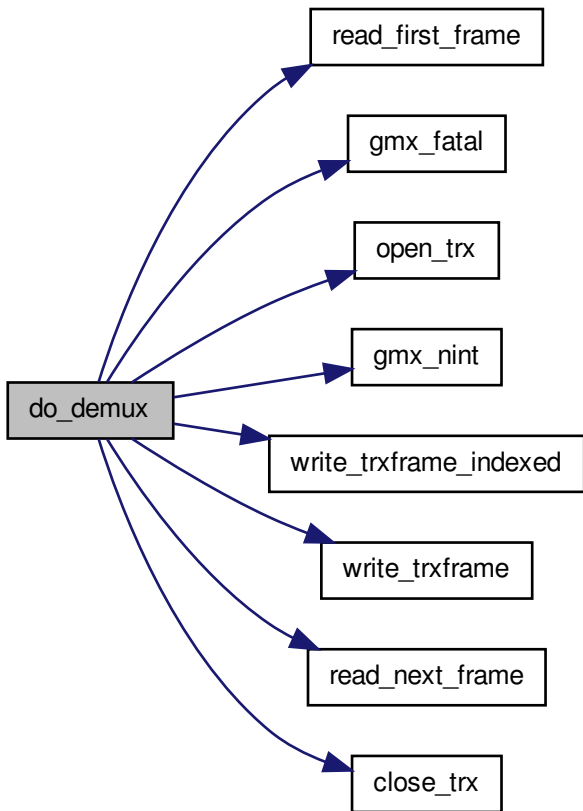 read_first_frame
gmx_fatal
open_trx
gmx_nint
do_demux
write_trxframe_indexed
write_trxframe
read_next_frame
close_trx